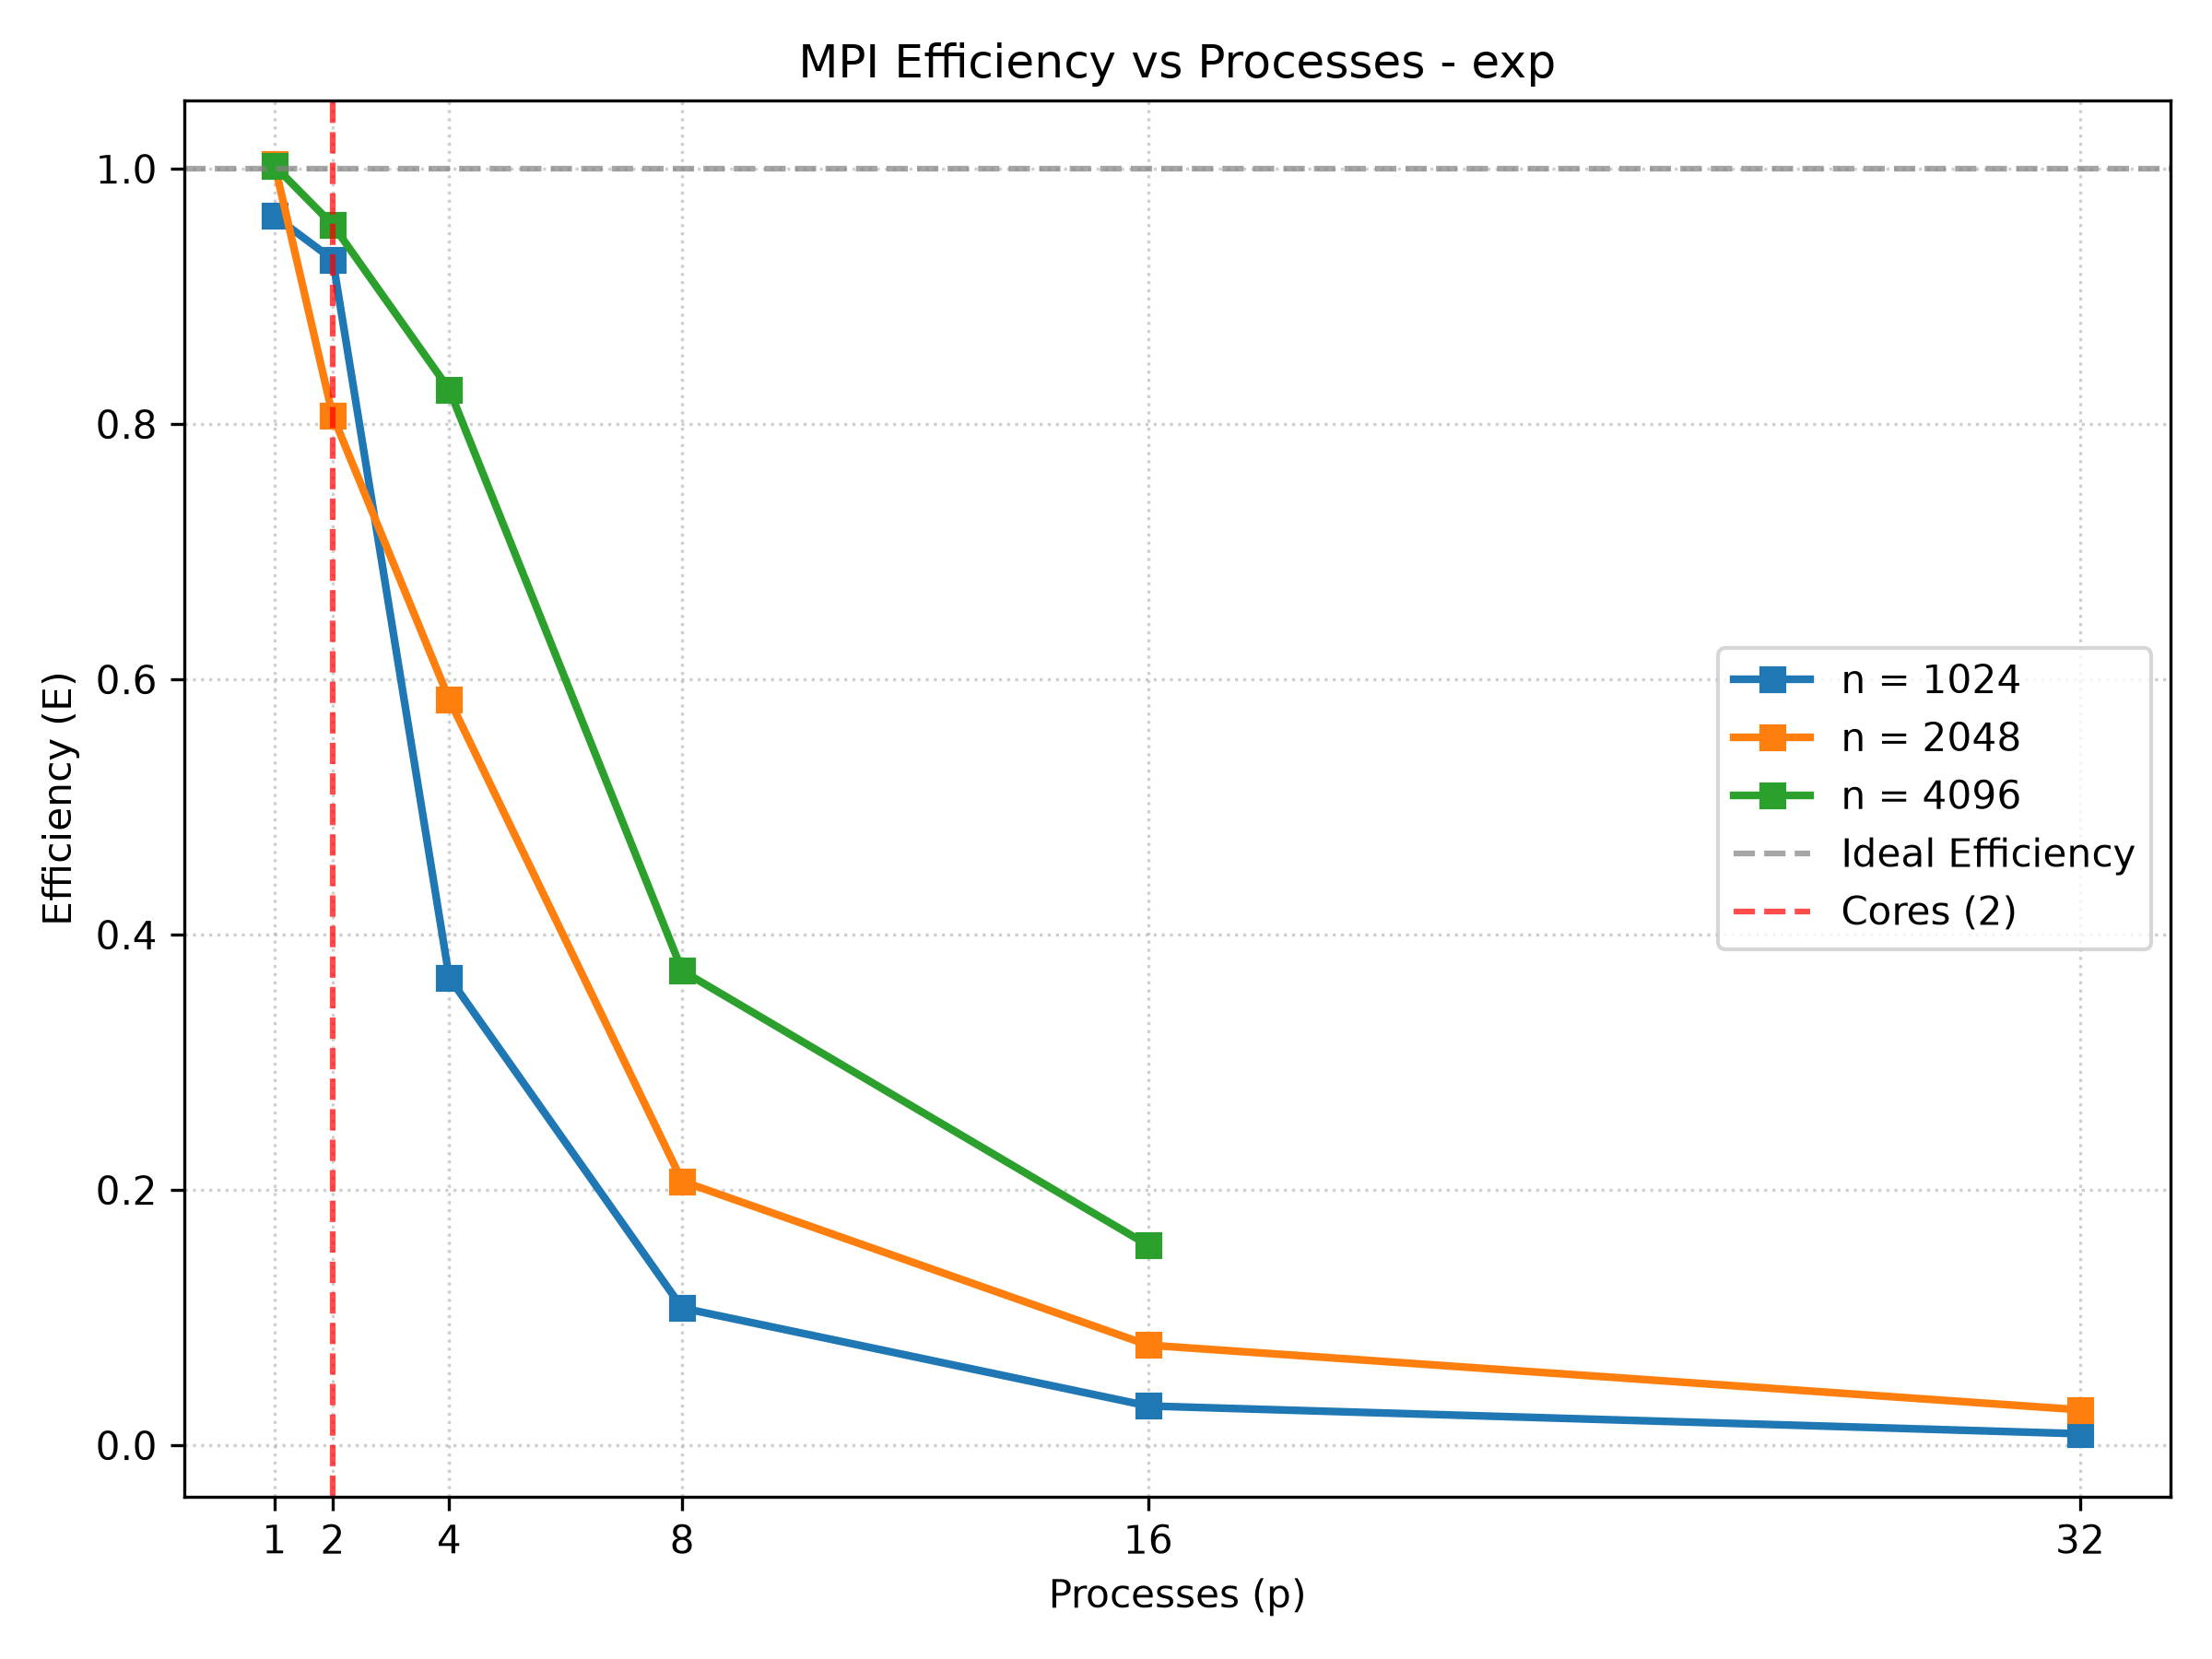 MPI Efficiency vs Processes - exp
Efficiency (E)
1.0
0.8
0.6
0.4
0.2
0.0
n = 1024
n = 2048
n = 4096
Ideal Efficiency
Cores (2)
1 2 4 8 16 32
Processes (p)